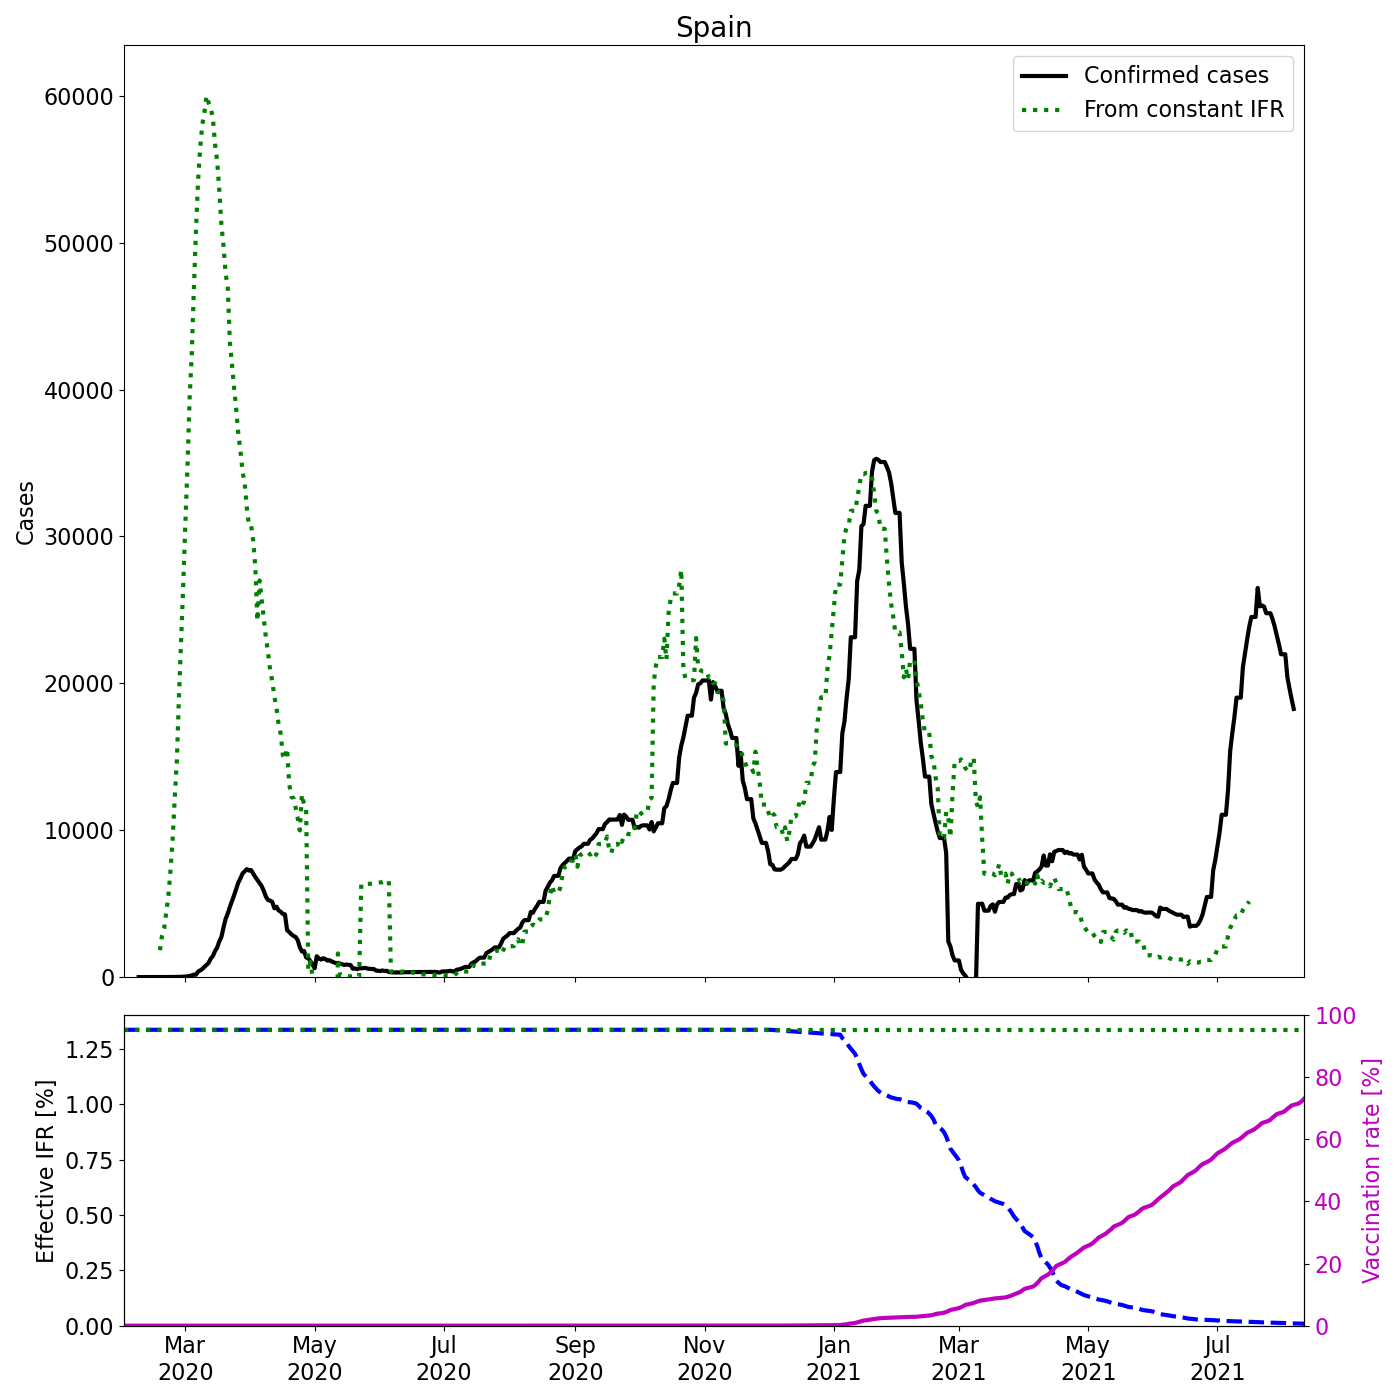 Spain
Confirmed cases
From constant IFR
60000
50000
40000
30000
20000
10000
0
Cases
1.25
1.00
0.75
0.50
0.25
0.00
Effective IFR [%]
100
80
60
40
20
0
Vaccination rate [%]
Mar May Jul Sep Nov Jan Mar May Jul
2020 2020 2020 2020 2020 2021 2021 2021 2021